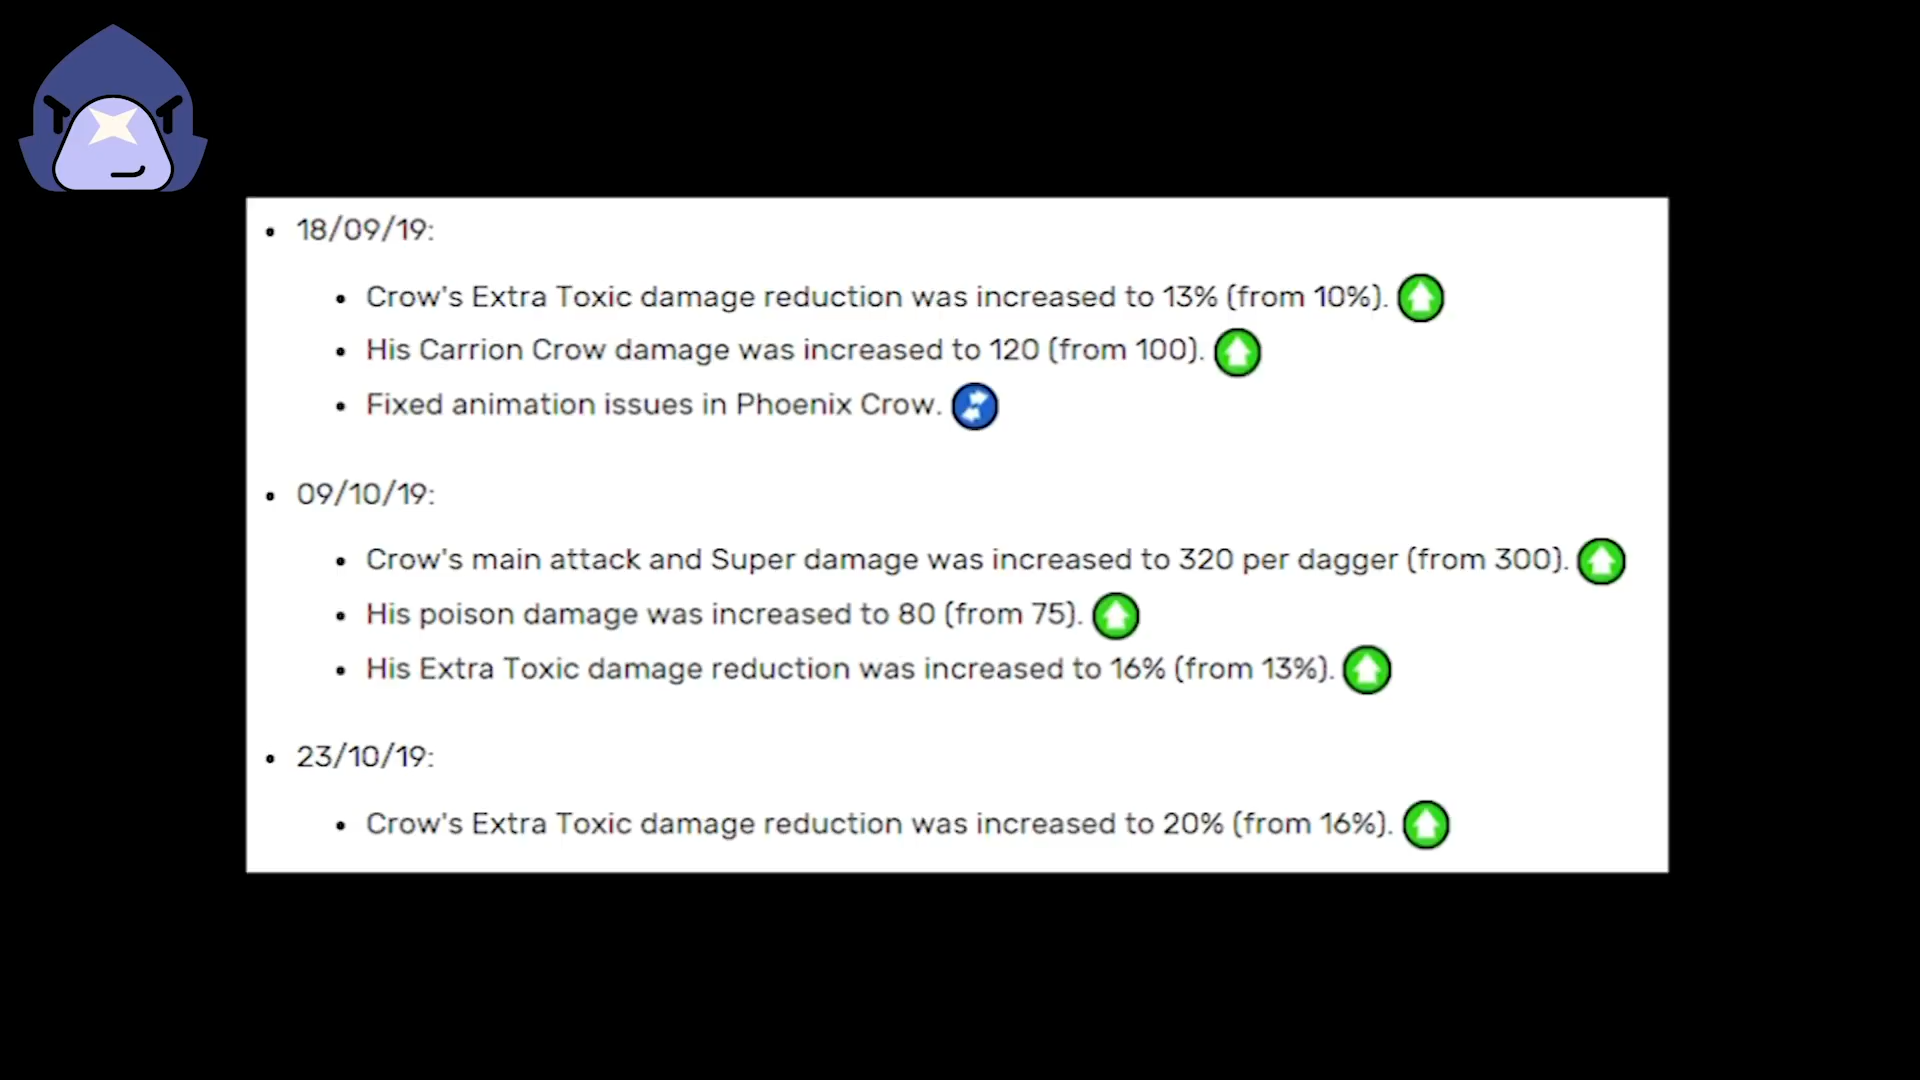 18/09/19:
Crow's Extra Toxic damage reduction was increased to 13% (from 10%).
His Carrion Crow damage was increased to 120 (from 100).
Fixed animation issues in Phoenix Crow.
09/10/19:
Crow's main attack and Super damage was increased to 320 per dagger (from 300).
His poison damage was increased to 80 (from 75).
His Extra Toxic damage reduction was increased to 16% (from 13%).
23/10/19:
Crow's Extra Toxic damage reduction was increased to 20% (from 16%).